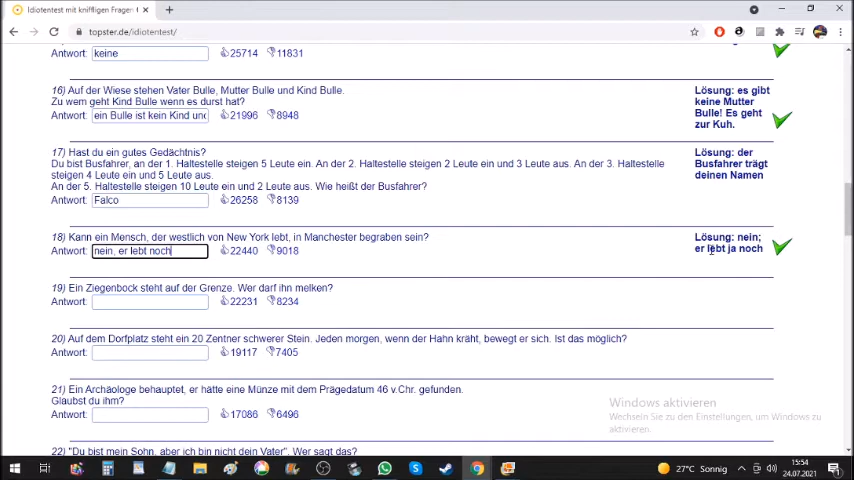 Idiotentest mit kniffligen Fragen
topster.de/idiotentest/
Antwort: keine 25714 11831
16) Auf der Wiese stehen Vater Bulle, Mutter Bulle und Kind Bulle.
Zu wem geht Kind Bulle wenn es durst hat?
Antwort: ein Bulle ist kein Kind und 21996 8948
Lösung: es gibt
keine Mutter
Bulle! Es geht
zur Kuh.
17) Hast du ein gutes Gedächtnis?
Du bist Busfahrer, an der 1. Haltestelle steigen 5 Leute ein. An der 2. Haltestelle steigen 2 Leute ein und 3 Leute aus. An der 3. Haltestelle
steigen 4 Leute ein und 5 Leute aus.
An der 5. Haltestelle steigen 10 Leute ein und 2 Leute aus. Wie heißt der Busfahrer?
Antwort: Falco 26258 8139
Lösung: der
Busfahrer trägt
deinen Namen
18) Kann ein Mensch, der westlich von New York lebt, in Manchester begraben sein?
Antwort: nein, er lebt noch 22440 9018
Lösung: nein;
er lebt ja noch
19) Ein Ziegenbock steht auf der Grenze. Wer darf ihn melken?
Antwort: 22231 8234
20) Auf dem Dorfplatz steht ein 20 Zentner schwerer Stein. Jeden morgen, wenn der Hahn kräht, bewegt er sich. Ist das möglich?
Antwort: 19117 7405
21) Ein Archäologe behauptet, er hätte eine Münze mit dem Prägedatum 46 v.Chr. gefunden.
Glaubst du ihm?
Antwort: 17086 6496
22) "Du bist mein Sohn, aber ich bin nicht dein Vater". Wer sagt das?
Windows aktivieren
Wechseln Sie zu den Einstellungen, um Windows zu
aktivieren.
27°C Sonnig
15:54
24.07.2021